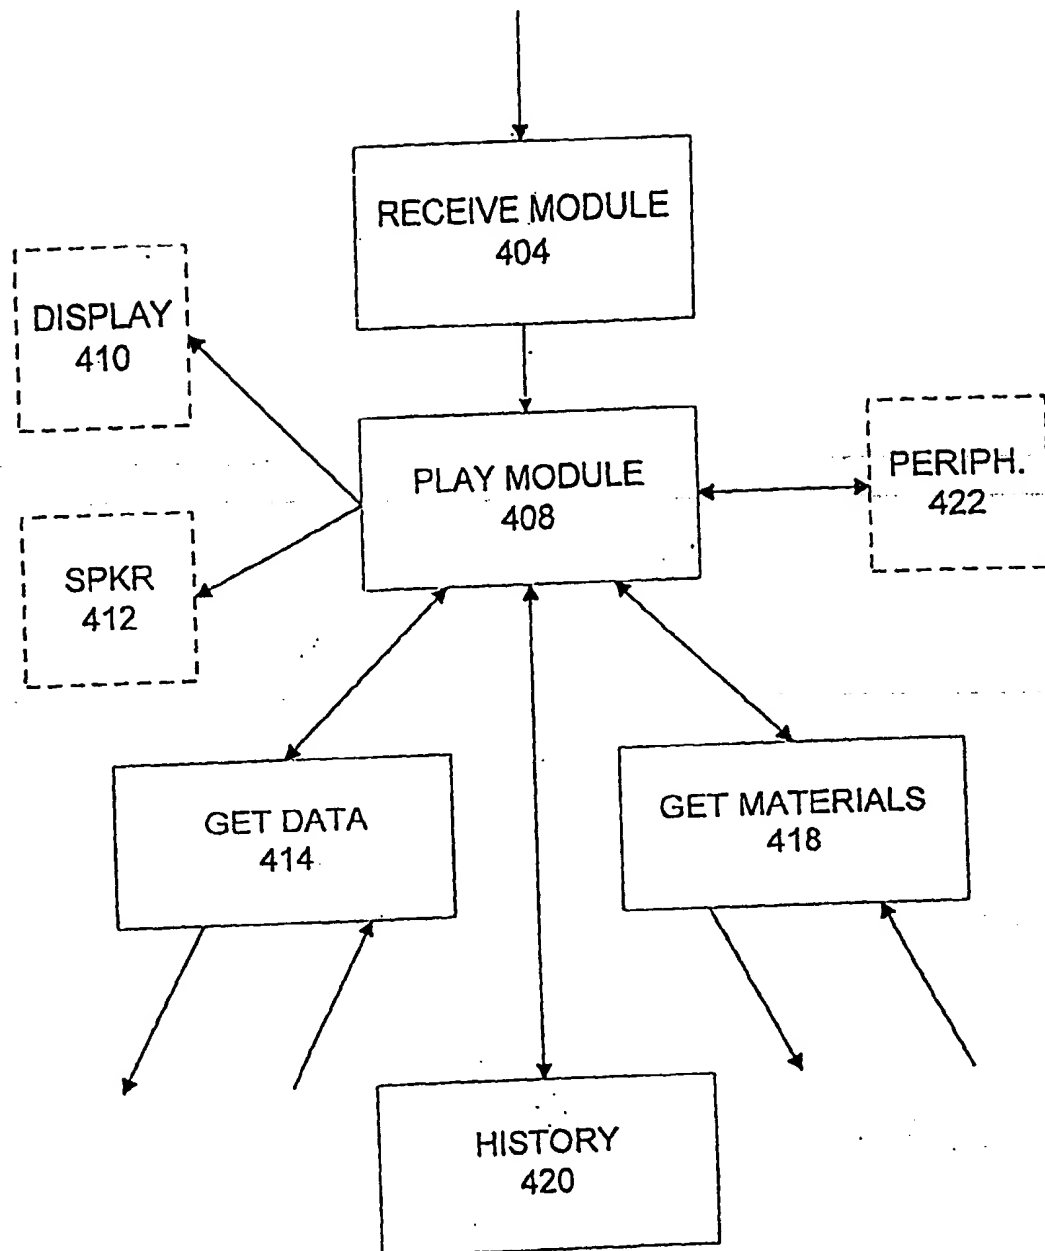 RECEIVE MODULE
404
DISPLAY
410
PLAY MODULE
408
PERIPH.
422
SPKR
412
GET DATA
414
GET MATERIALS
418
HISTORY
420